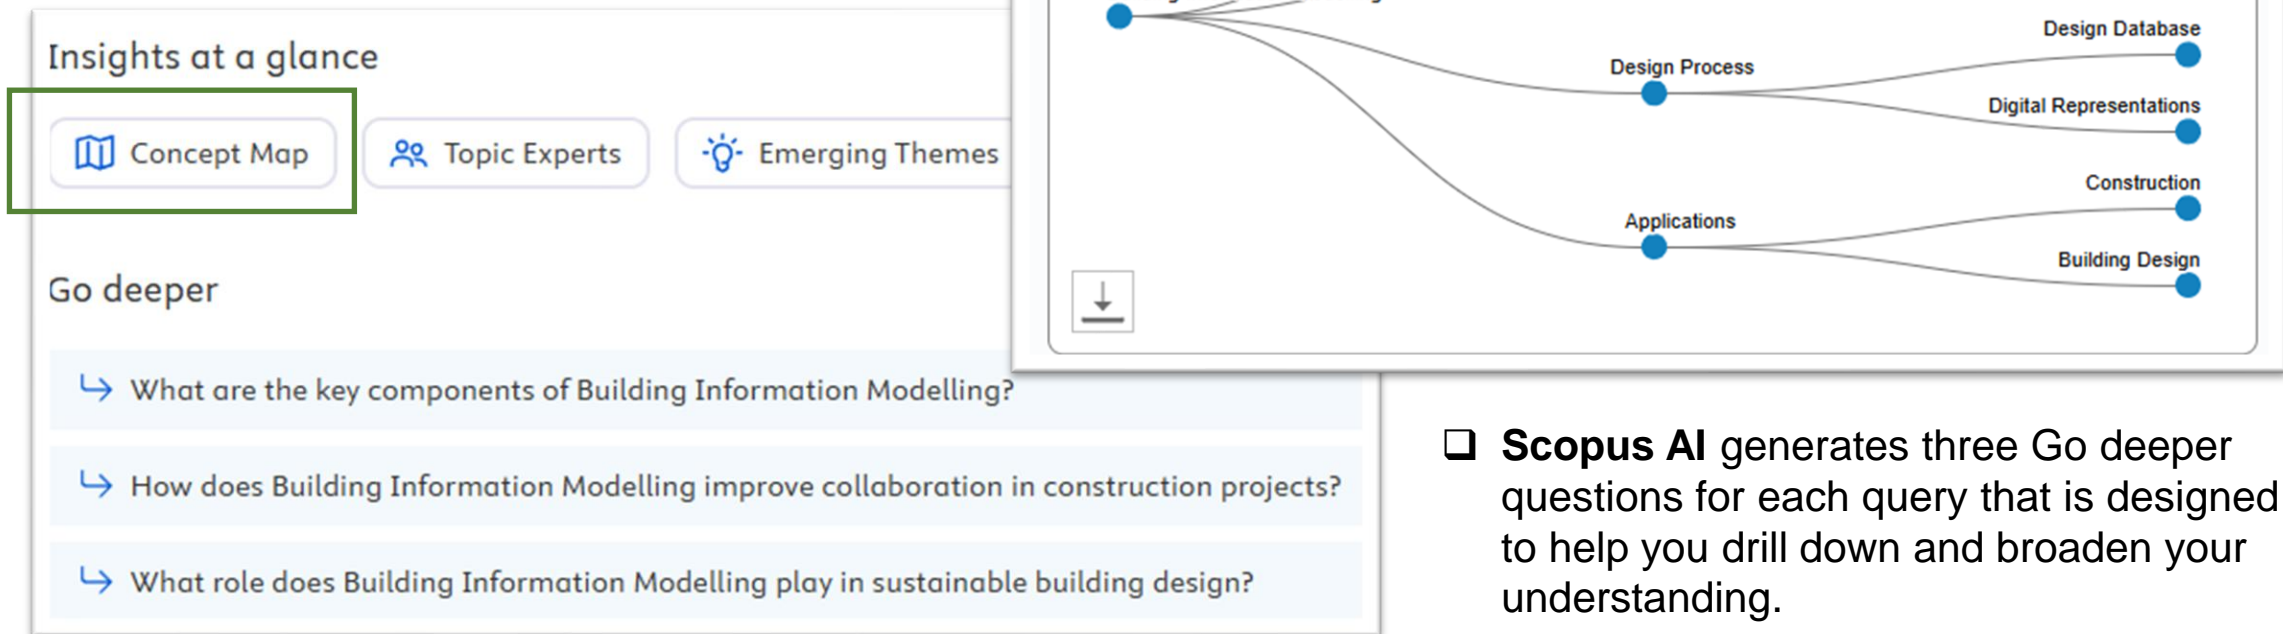 Insights at a glance
Concept Map
Topic Experts
Emerging Themes
Go deeper
What are the key components of Building Information Modelling?
How does Building Information Modelling improve collaboration in construction projects?
What role does Building Information Modelling play in sustainable building design?
Design Database
Design Process
Digital Representations
Construction
Applications
Building Design
Scopus AI generates three Go deeper
questions for each query that is designed
to help you drill down and broaden your
understanding.